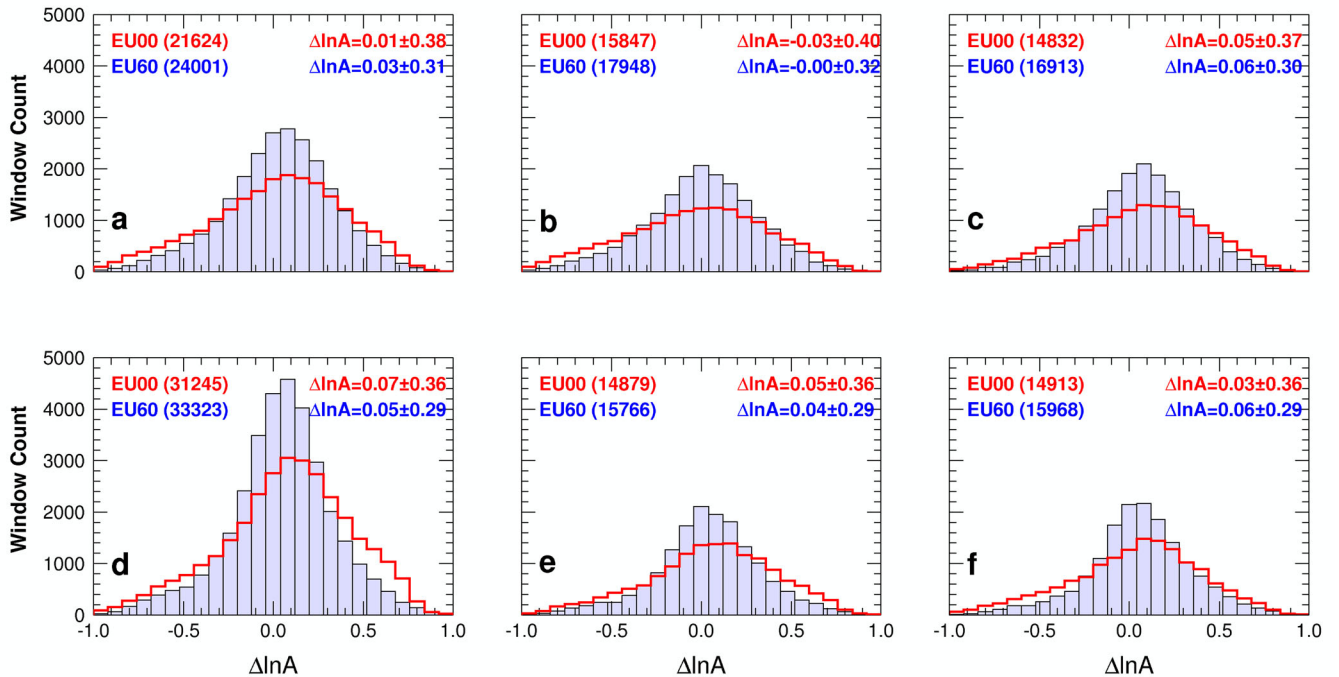 5000
4000
3000
2000
1000
0
Window Count
EU00 (21624) ΔlnA=0.01±0.38
EU60 (24001) ΔlnA=0.03±0.31
a
EU00 (15847) ΔlnA=-0.03±0.40
EU60 (17948) ΔlnA=-0.00±0.32
b
EU00 (14832) ΔlnA=0.05±0.37
EU60 (16913) ΔlnA=0.06±0.30
c
5000
4000
3000
2000
1000
0
Window Count
EU00 (31245) ΔlnA=0.07±0.36
EU60 (33323) ΔlnA=0.05±0.29
d
-1.0 -0.5 0.0 0.5 1.0
ΔlnA
EU00 (14879) ΔlnA=0.05±0.36
EU60 (15766) ΔlnA=0.04±0.29
e
-1.0 -0.5 0.0 0.5 1.0
ΔlnA
EU00 (14913) ΔlnA=0.03±0.36
EU60 (15968) ΔlnA=0.06±0.29
f
-1.0 -0.5 0.0 0.5 1.0
ΔlnA